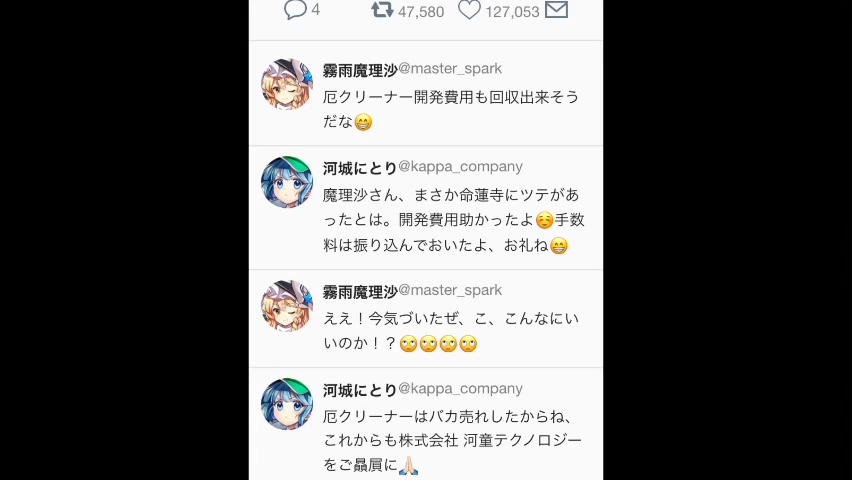 4 47,580 127,053
霧雨魔理沙@master_spark
厄クリーナー開発費用も回収出来そう
だな😁
河城にとり@kappa_company
魔理沙さん、まさか命蓮寺にツテがあ
ったとは。開発費用助かったよ☺️手数
料は振り込んでおいたよ、お礼ね😁
霧雨魔理沙@master_spark
ええ！今気づいたぜ、こ、こんなにい
いのか！？🙄🙄🙄🙄
河城にとり@kappa_company
厄クリーナーはバカ売れしたからね、
これからも株式会社 河童テクノロジー
をご贔屓に🙏🏻